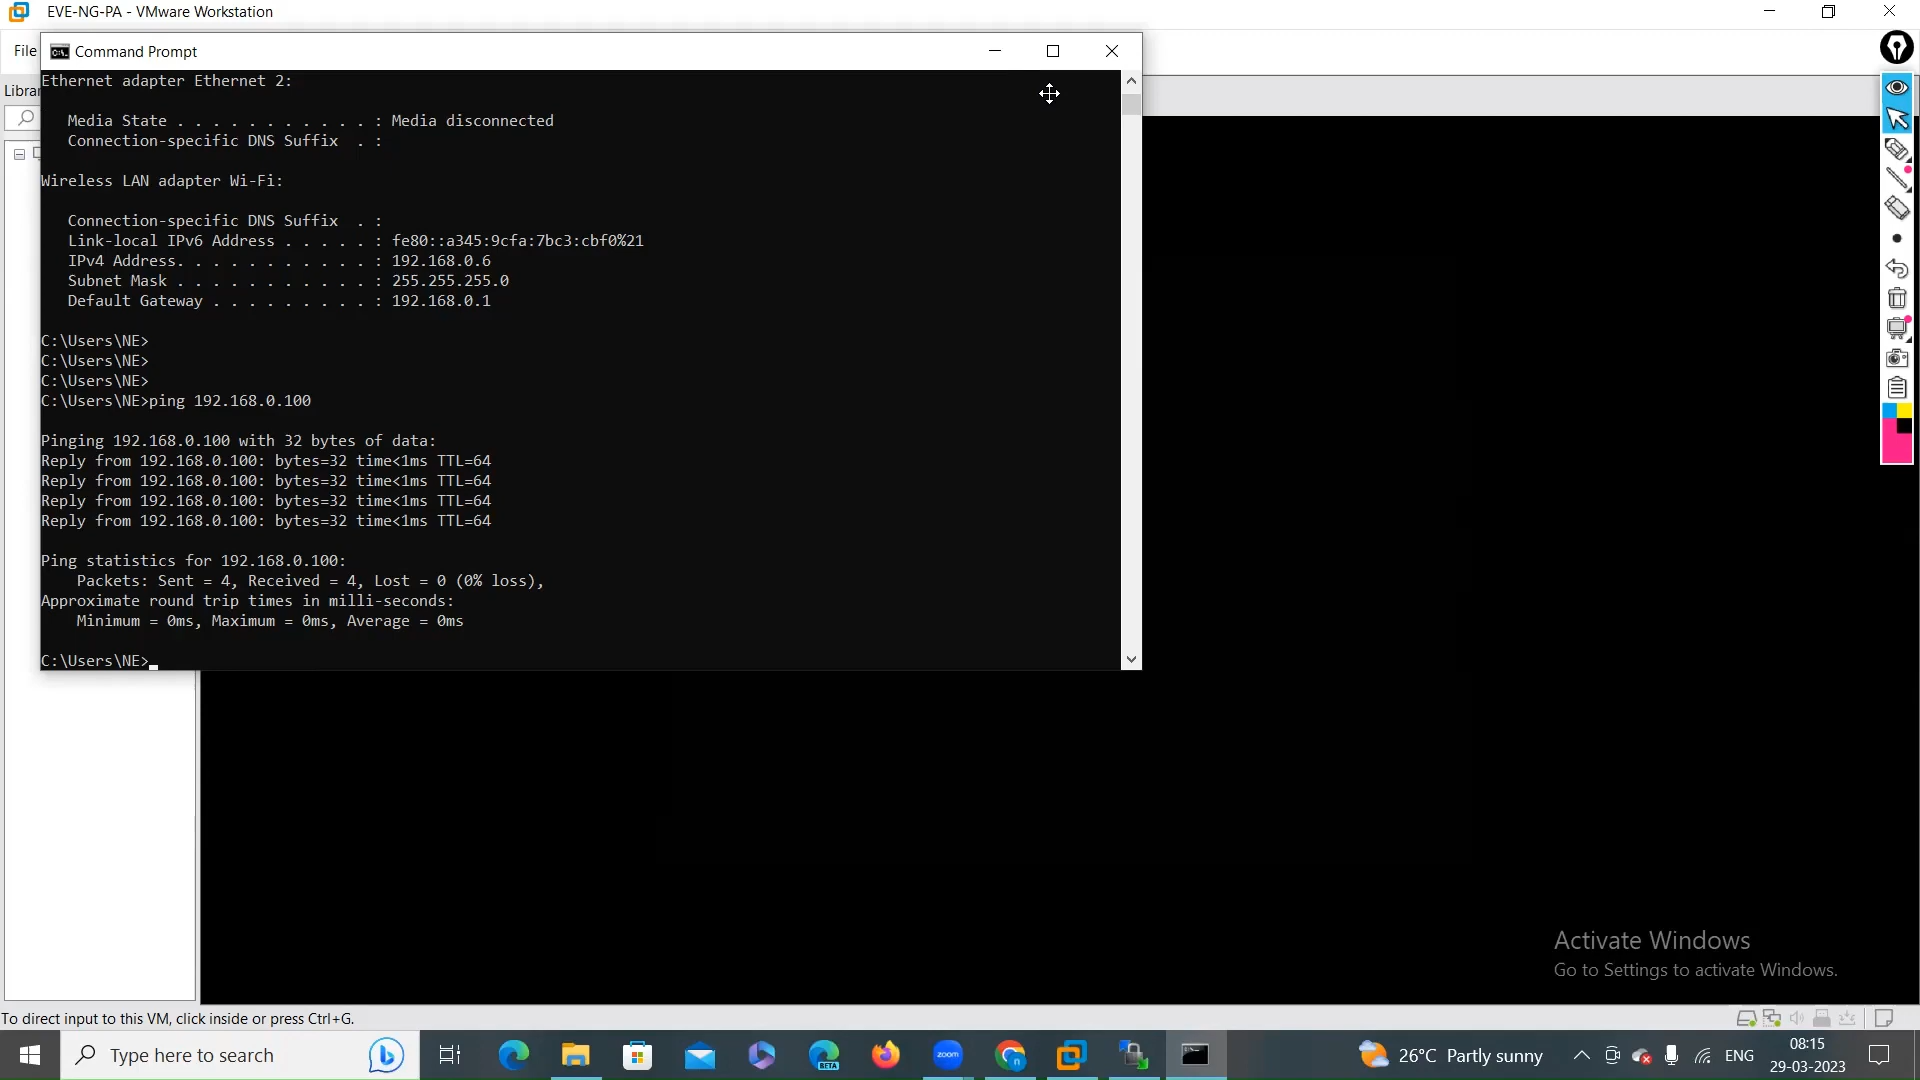 EVE-NG-PA - VMware Workstation
File
Command Prompt
Librar
Ethernet adapter Ethernet 2:
Media State . . . . . . . . . . . : Media disconnected
Connection-specific DNS Suffix  . :
Wireless LAN adapter Wi-Fi:
Connection-specific DNS Suffix  . :
Link-local IPv6 Address . . . . . : fe80::a345:9cfa:7bc3:cbf0%21
IPv4 Address. . . . . . . . . . . : 192.168.0.6
Subnet Mask . . . . . . . . . . . : 255.255.255.0
Default Gateway . . . . . . . . . : 192.168.0.1
C:\Users\NE>
C:\Users\NE>
C:\Users\NE>
C:\Users\NE>ping 192.168.0.100
Pinging 192.168.0.100 with 32 bytes of data:
Reply from 192.168.0.100: bytes=32 time<1ms TTL=64
Reply from 192.168.0.100: bytes=32 time<1ms TTL=64
Reply from 192.168.0.100: bytes=32 time<1ms TTL=64
Reply from 192.168.0.100: bytes=32 time<1ms TTL=64
Ping statistics for 192.168.0.100:
Packets: Sent = 4, Received = 4, Lost = 0 (0% loss),
Approximate round trip times in milli-seconds:
Minimum = 0ms, Maximum = 0ms, Average = 0ms
C:\Users\NE>
Activate Windows
Go to Settings to activate Windows.
To direct input to this VM, click inside or press Ctrl+G.
Type here to search
BETA
zoom
n
26°C Partly sunny
ENG
08:15
29-03-2023